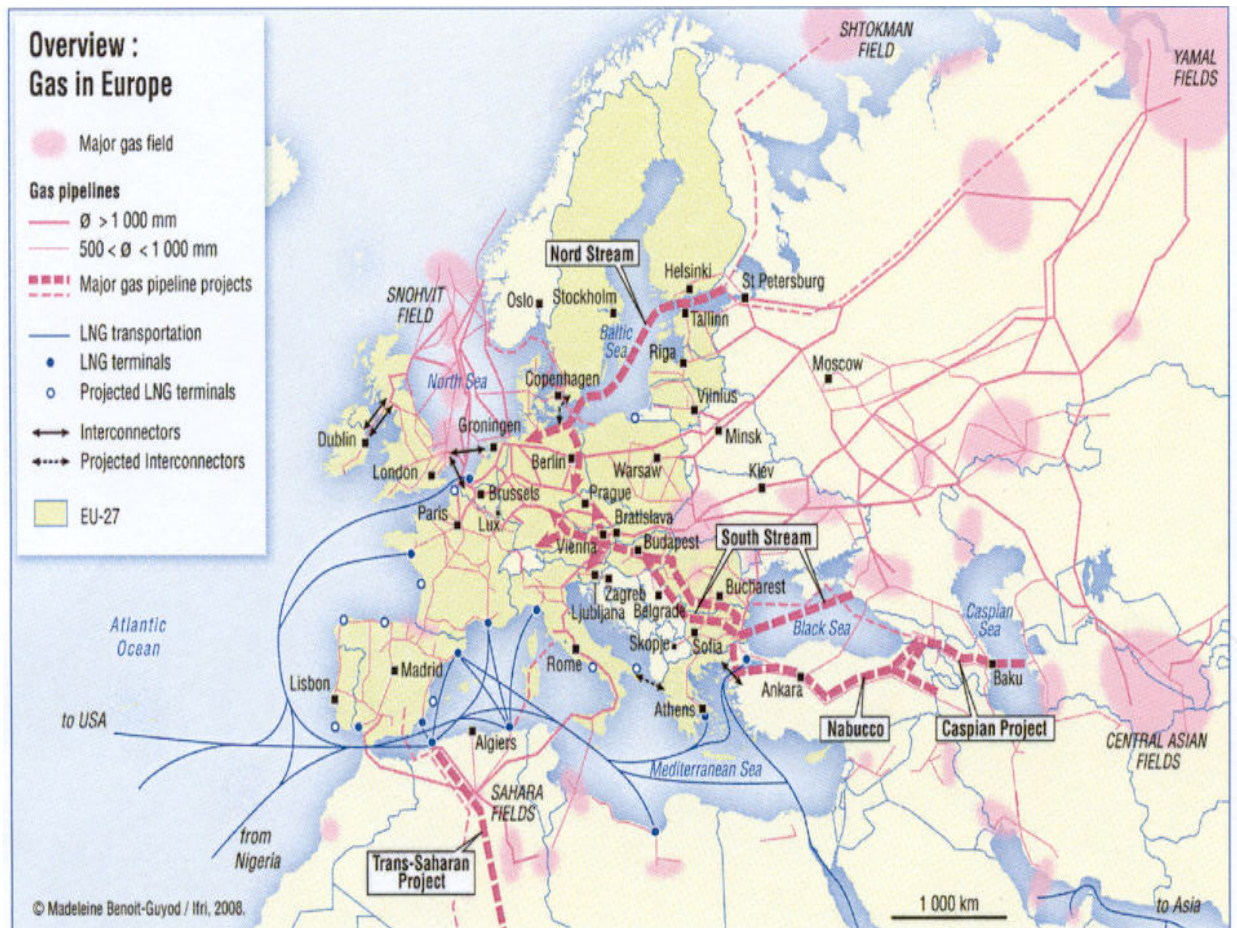 Overview :
Gas in Europe
Major gas field
Gas pipelines
Ø > 1 000 mm
500 < Ø < 1 000 mm
Major gas pipeline projects
LNG transportation
LNG terminals
Projected LNG terminals
Interconnectors
Projected Interconnectors
EU-27
SHTOKMAN
FIELD
YAMAL
FIELDS
Nord Stream
Helsinki
St Petersburg
SNOHVIT
FIELD
Oslo
Stockholm
Tallinn
Baltic
Sea
Riga
Moscow
North Sea
Copenhagen
Vilnius
Groningen
Minsk
Dublin
Berlin
Warsaw
Kiev
London
Brussels
Prague
Paris
Lux
Bratislava
Vienna
Budapest
South Stream
Zagreb
Bucharest
Ljubljana
Belgrade
Caspian
Sea
Atlantic
Ocean
Black Sea
Skopje
Sofia
Rome
Madrid
Baku
Ankara
Lisbon
Athens
to USA
Nabucco
Caspian Project
Algiers
CENTRAL ASIAN
FIELDS
Mediterranean Sea
SAHARA
FIELDS
from
Nigeria
Trans-Saharan
Project
© Madeleine Benoit-Guyod / Ifri, 2008.
1 000 km
to Asia